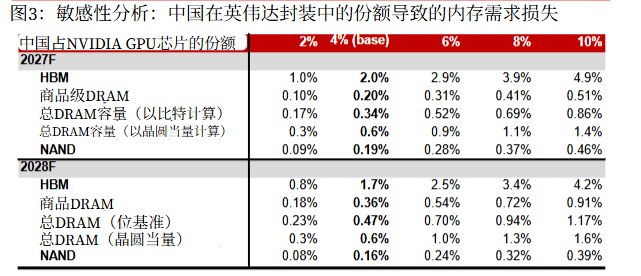 图3：敏感性分析：中国在英伟达封装中的份额导致的内存需求损失
中国占NVIDIA GPU芯片的份额 2% 4% (base) 6% 8% 10%
2027F
HBM 1.0% 2.0% 2.9% 3.9% 4.9%
商品级DRAM 0.10% 0.20% 0.31% 0.41% 0.51%
总DRAM容量（以比特计算） 0.17% 0.34% 0.52% 0.69% 0.86%
总DRAM容量（以晶圆当量计算） 0.3% 0.6% 0.9% 1.1% 1.4%
NAND 0.09% 0.19% 0.28% 0.37% 0.46%
2028F
HBM 0.8% 1.7% 2.5% 3.4% 4.2%
商品DRAM 0.18% 0.36% 0.54% 0.72% 0.91%
总DRAM（位基准） 0.23% 0.47% 0.70% 0.94% 1.17%
总DRAM（晶圆当量） 0.3% 0.6% 1.0% 1.3% 1.6%
NAND 0.08% 0.16% 0.24% 0.32% 0.39%